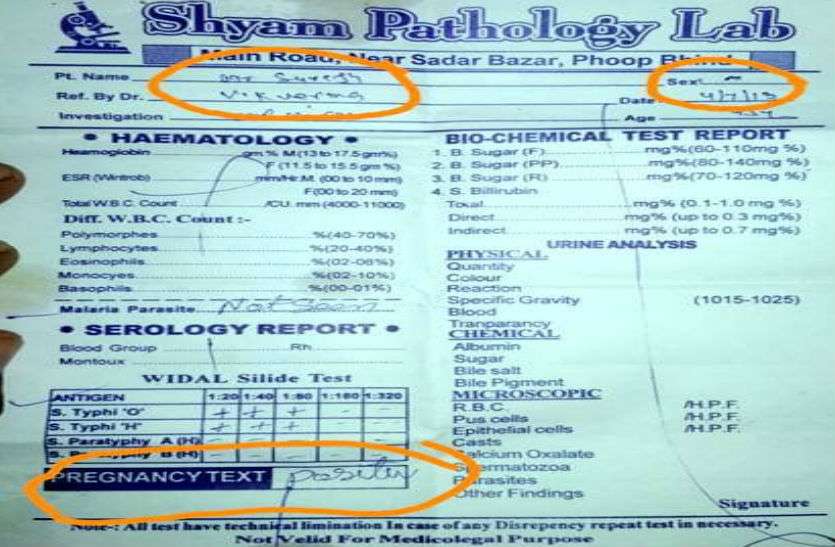 Shyam Pathology Lab
Main Road, Near Sadar Bazar, Phoop Bhind
Pt. Name Mr Suresh Sex:
Ref. By Dr. Date 4/7/19
Investigation Age
• HAEMATOLOGY •
Heamoglobin gm% M(13 to 17.5gm%)
F (11.5 to 15.5 gm %)
ESR (Wintrob) mm/Hr.M. (00 to 10 mm)
F(00 to 20 mm)
Total W.B.C. Count /CU: mm (4000-11000)
Diff. W.B.C. Count :-
Polymorphes %(40-70%)
Lymphocytes %(20-40%)
Eosinophils %(02-06%)
Monocyes %(02-10%)
Basophils %(00-01%)
Malaria Parasite Not Seen
• SEROLOGY REPORT •
Blood Group Rh
Montoux
WIDAL Silide Test
ANTIGEN 1:20 1:40 1:80 1:160 1:320
S. Typhi 'O' + + + - -
S. Typhi 'H' + + + - -
S. Paratyphy A (H) - - - - -
S. Paratyphy B (H) - - - - -
PREGNANCY TEXT
BIO-CHEMICAL TEST REPORT
1. B. Sugar (F) mg%(60-110mg %)
2. B. Sugar (PP) mg%(80-140mg %)
3. B. Sugar (R) mg%(70-120mg %)
4. S. Billirubin
Total mg% (0.1-1.0 mg %)
Direct mg% (up to 0.3 mg%)
Indirect mg% (up to 0.7 mg%)
URINE ANALYSIS
PHYSICAL
Quantity
Colour
Reaction
Specific Gravity (1015-1025)
Blood
Tranparancy
CHEMICAL
Albumin
Sugar
Bile salt
Bile Pigment
MICROSCOPIC
R.B.C. /H.P.F.
Pus cells /H.P.F.
Epithelial cells /H.P.F.
Casts
Calcium Oxalate
Spermatozoa
Parasites
Other Findings
Signature
Note-: All test have technical limination In case of any Disrepency repeat test in necessary.
Not Velid For Medicolegal Purpose